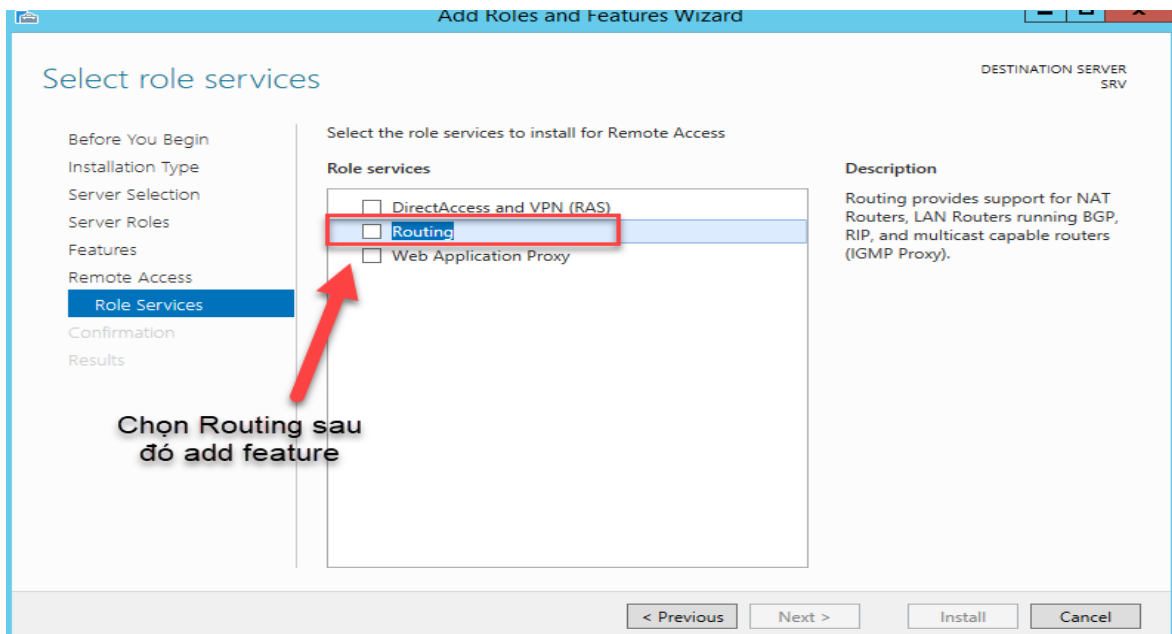 Add Roles and Features Wizard
Select role services
DESTINATION SERVER
SRV
Before You Begin
Installation Type
Server Selection
Server Roles
Features
Remote Access
Role Services
Confirmation
Results
Select the role services to install for Remote Access
Role services
DirectAccess and VPN (RAS)
Routing
Web Application Proxy
Description
Routing provides support for NAT
Routers, LAN Routers running BGP,
RIP, and multicast capable routers
(IGMP Proxy).
Chọn Routing sau
đó add feature
< Previous
Next >
Install
Cancel